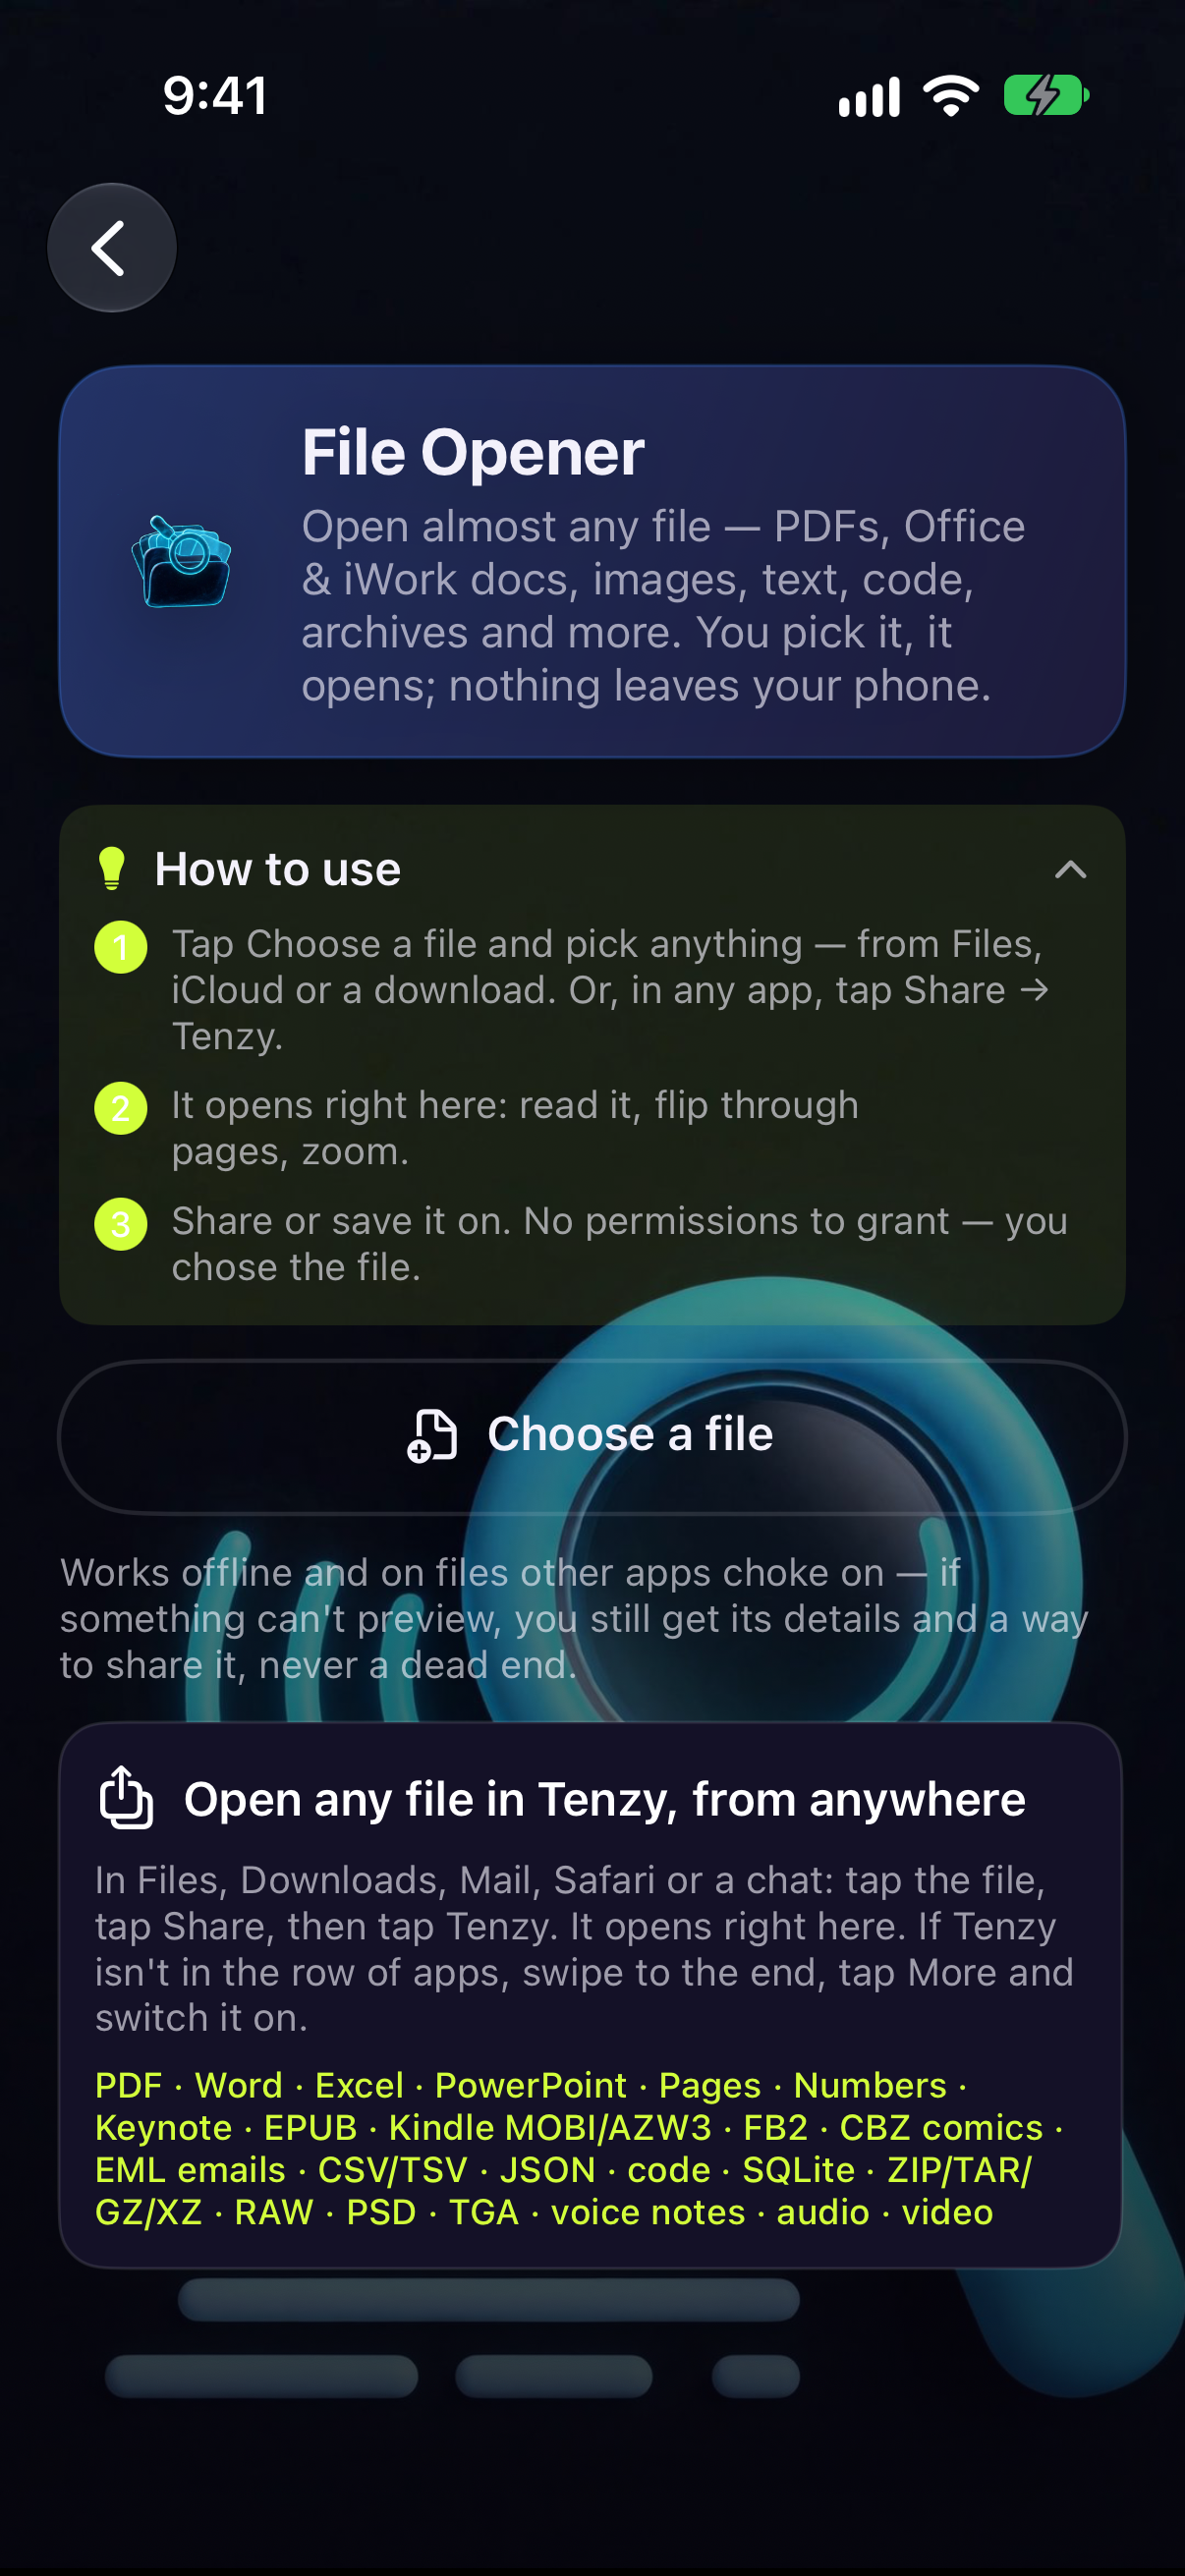 9:41
File Opener
Open almost any file — PDFs, Office
& iWork docs, images, text, code,
archives and more. You pick it, it
opens; nothing leaves your phone.
How to use
1 Tap Choose a file and pick anything — from Files,
iCloud or a download. Or, in any app, tap Share →
Tenzy.
2 It opens right here: read it, flip through
pages, zoom.
3 Share or save it on. No permissions to grant — you
chose the file.
Choose a file
Works offline and on files other apps choke on — if
something can't preview, you still get its details and a way
to share it, never a dead end.
Open any file in Tenzy, from anywhere
In Files, Downloads, Mail, Safari or a chat: tap the file,
tap Share, then tap Tenzy. It opens right here. If Tenzy
isn't in the row of apps, swipe to the end, tap More and
switch it on.
PDF · Word · Excel · PowerPoint · Pages · Numbers ·
Keynote · EPUB · Kindle MOBI/AZW3 · FB2 · CBZ comics ·
EML emails · CSV/TSV · JSON · code · SQLite · ZIP/TAR/
GZ/XZ · RAW · PSD · TGA · voice notes · audio · video